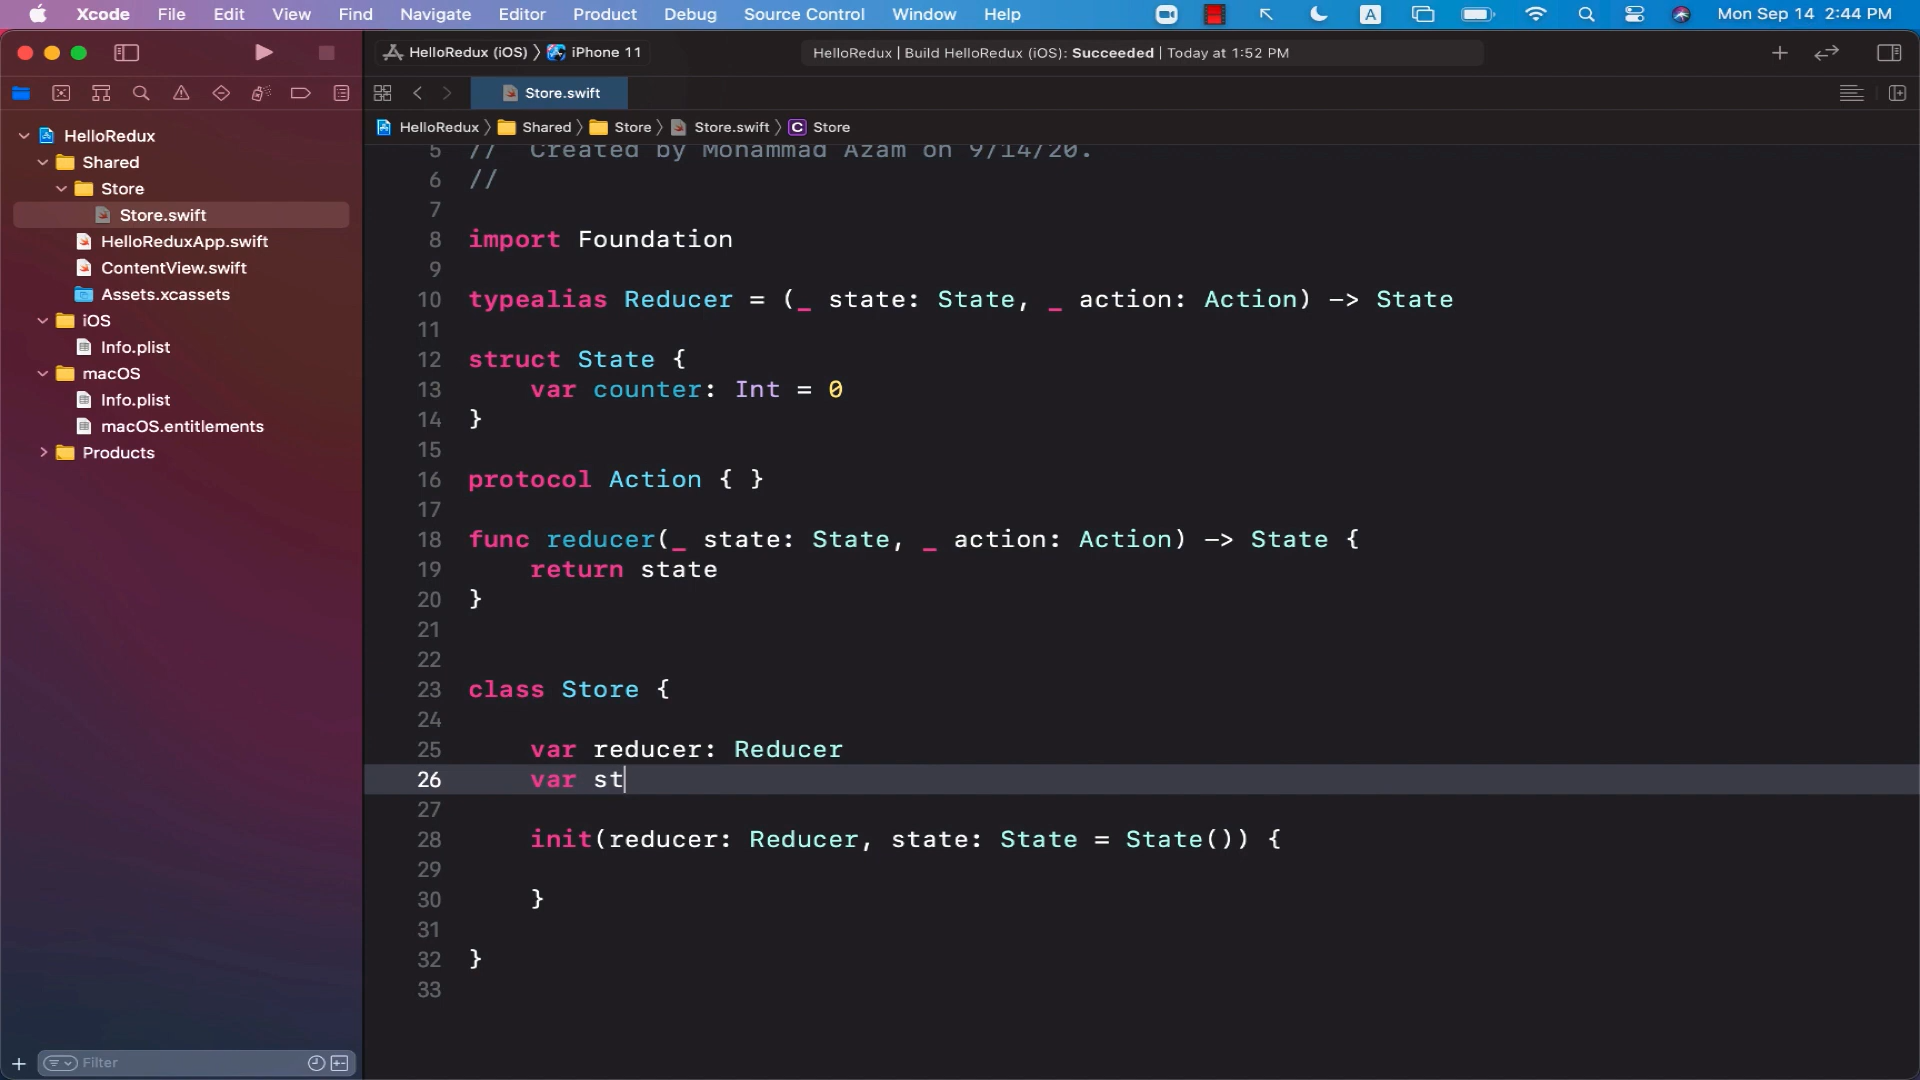 Xcode File Edit View Find Navigate Editor Product Debug Source Control Window Help A Mon Sep 14 2:44 PM
HelloRedux (iOS) 〉 iPhone 11 HelloRedux | Build HelloRedux (iOS): Succeeded | Today at 1:52 PM
Store.swift
HelloRedux 〉 Shared 〉 Store 〉 Store.swift 〉 C Store
HelloRedux
Shared
Store
Store.swift
HelloReduxApp.swift
ContentView.swift
Assets.xcassets
iOS
Info.plist
macOS
Info.plist
macOS.entitlements
Products
Filter
5 // Created by Mohammad Azam on 9/14/20.
6 //
7
8 import Foundation
9
10 typealias Reducer = (_ state: State, _ action: Action) -> State
11
12 struct State {
13 var counter: Int = 0
14 }
15
16 protocol Action { }
17
18 func reducer(_ state: State, _ action: Action) -> State {
19 return state
20 }
21
22
23 class Store {
24
25 var reducer: Reducer
26 var st
27
28 init(reducer: Reducer, state: State = State()) {
29
30 }
31
32 }
33